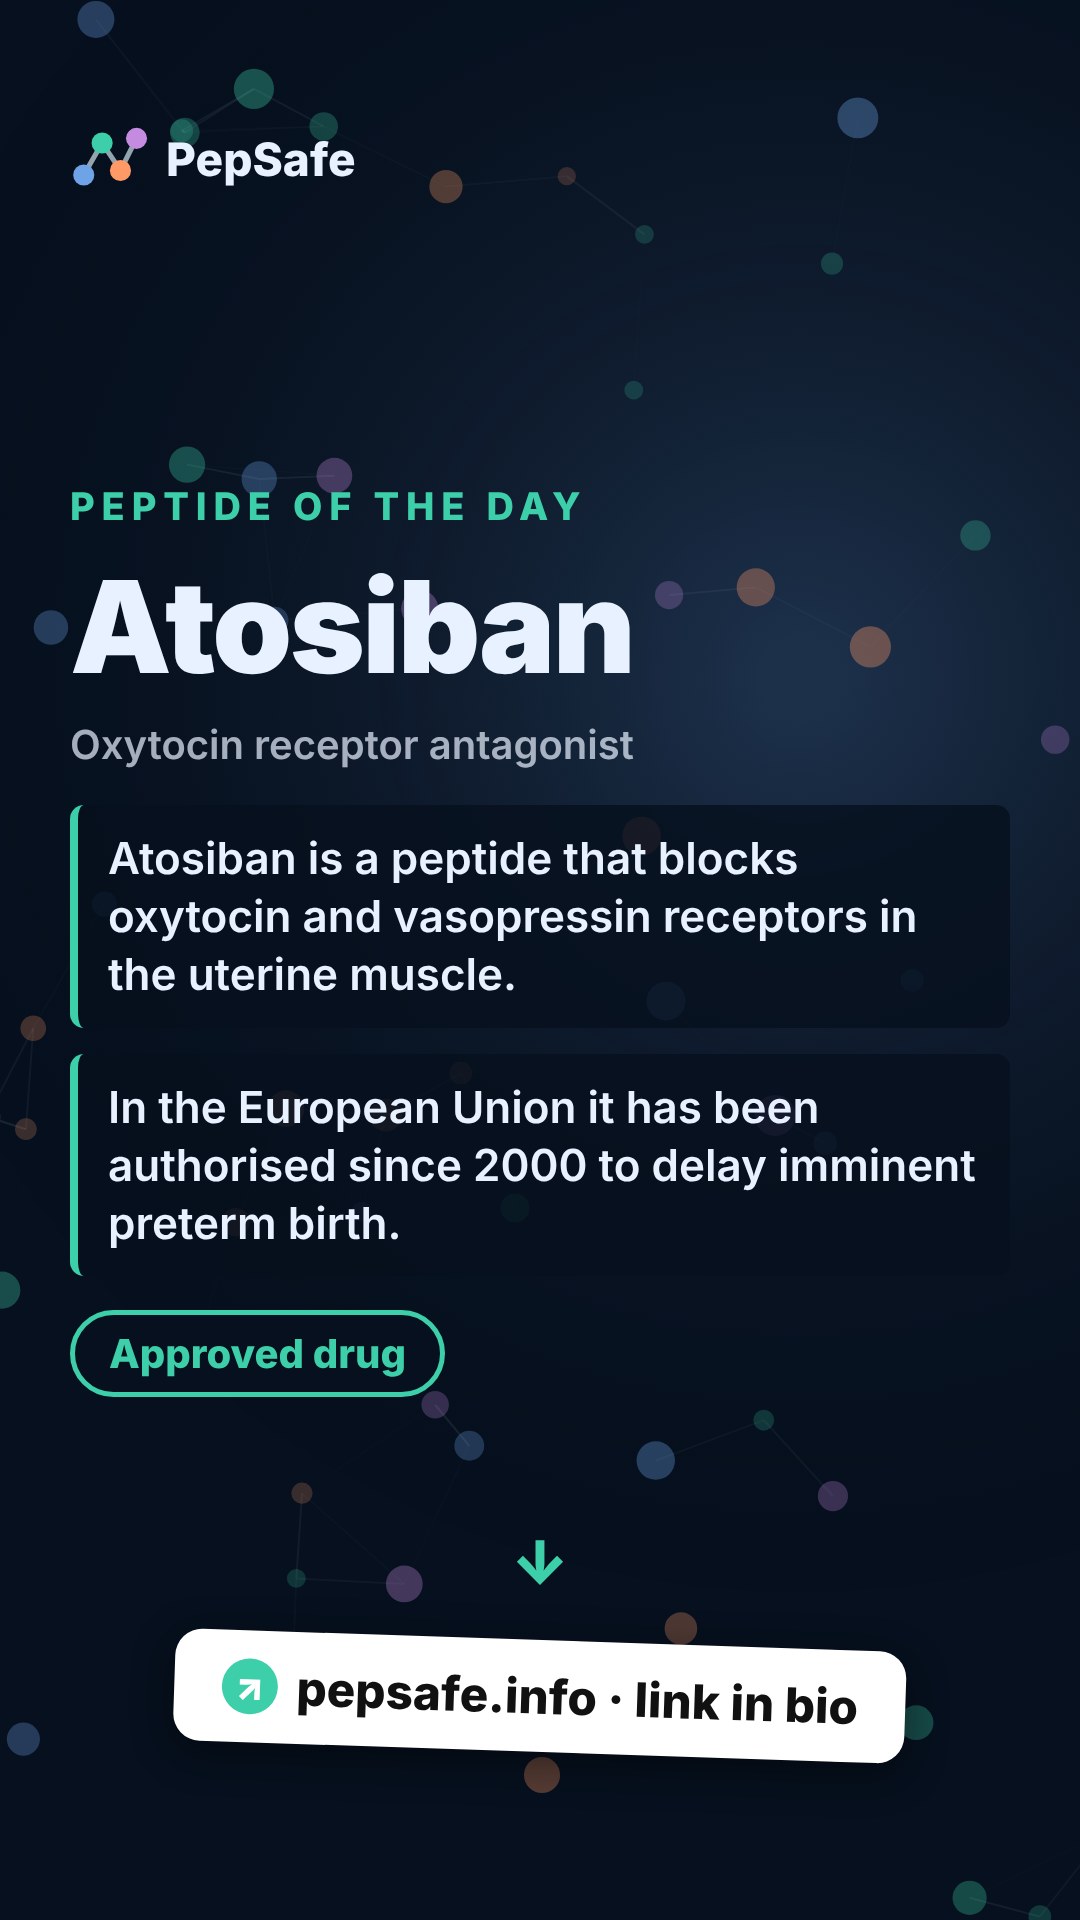 PepSafe
PEPTIDE OF THE DAY
Atosiban
Oxytocin receptor antagonist
Atosiban is a peptide that blocks
oxytocin and vasopressin receptors in
the uterine muscle.
In the European Union it has been
authorised since 2000 to delay imminent
preterm birth.
Approved drug
pepsafe.info · link in bio